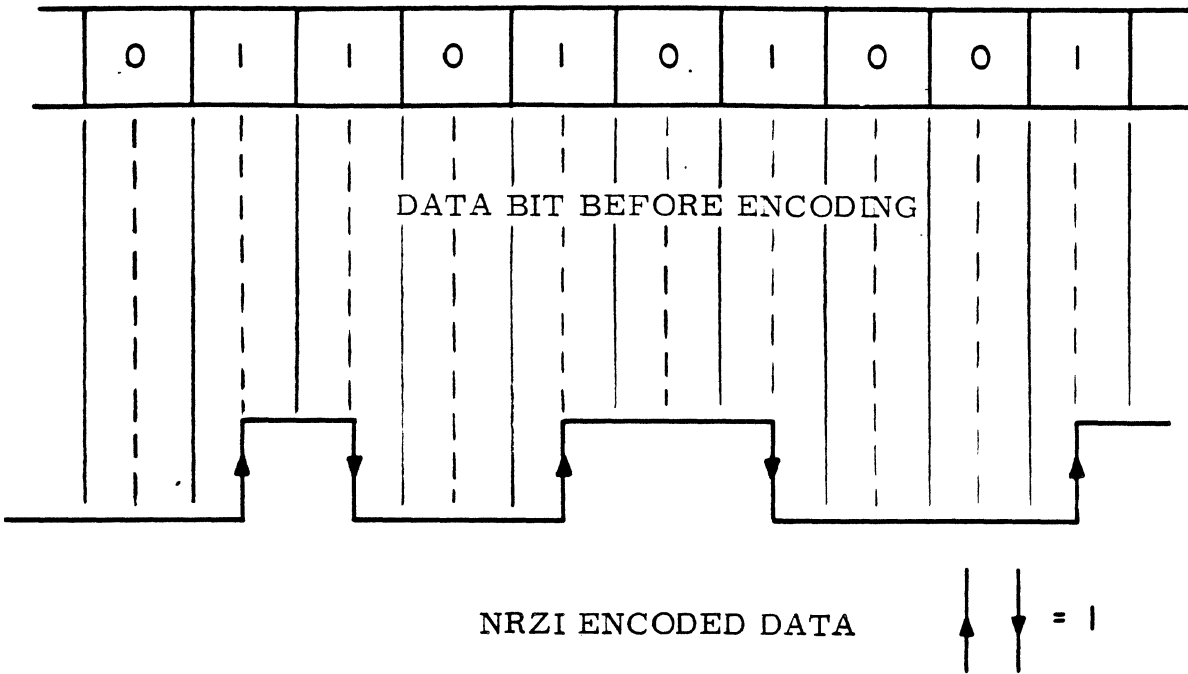 0 1 1 0 1 0 1 0 0 1
DATA BIT BEFORE ENCODING
NRZI ENCODED DATA = 1